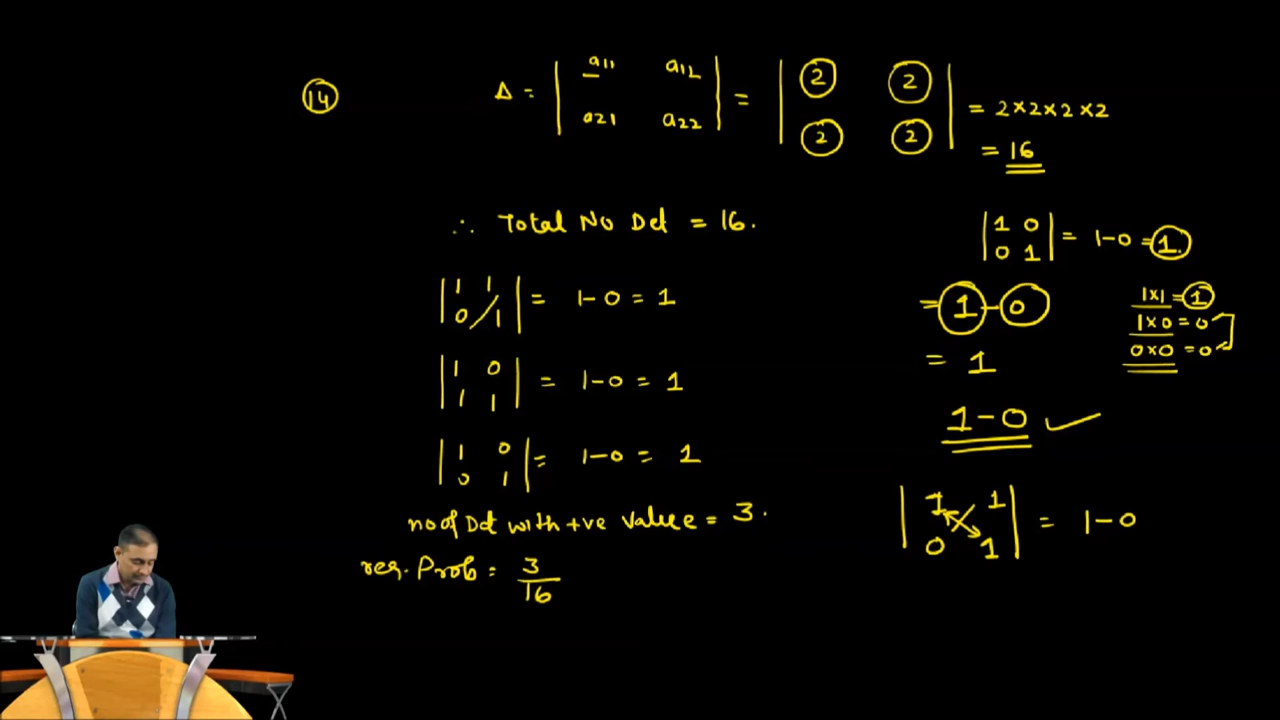 14
Δ = | a11 a12 | = | 2 2 | = 2×2×2×2
| a21 a22 | | 2 2 |
= 16
∴ Total No Det = 16.
| 1 1 | = 1-0 = 1
| 0 1 |
| 1 0 | = 1-0 = 1
| 1 1 |
| 1 0 | = 1-0 = 1
| 0 1 |
no of Det with +ve Value = 3.
req. Prob = 3
16
| 1 0 | = 1-0 = 1.
| 0 1 |
= 1 - 0
= 1
1×1 = 1
1×0 = 0
0×0 = 0
1-0 ✓
| 1 1 | = 1-0
| 0 1 |